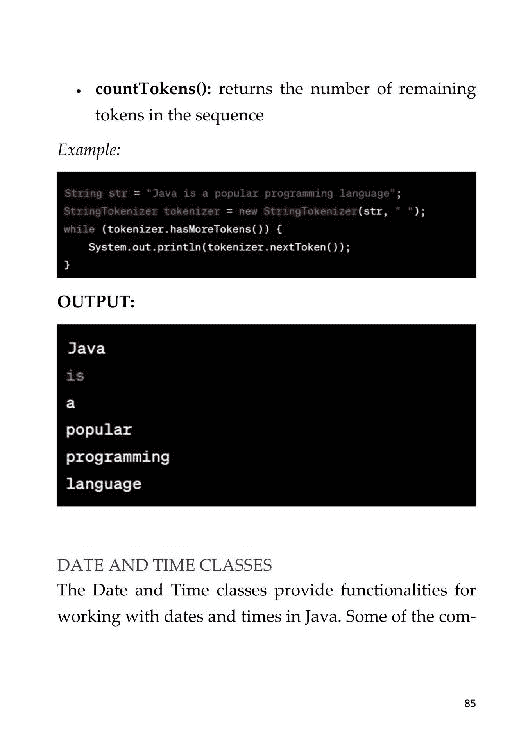 • countTokens(): returns the number of remaining
tokens in the sequence
Example:
String str = "Java is a popular programming language";
StringTokenizer tokenizer = new StringTokenizer(str, " ");
while (tokenizer.hasMoreTokens()) {
    System.out.println(tokenizer.nextToken());
}
OUTPUT:
Java
is
a
popular
programming
language
DATE AND TIME CLASSES
The Date and Time classes provide functionalities for
working with dates and times in Java. Some of the com-
85